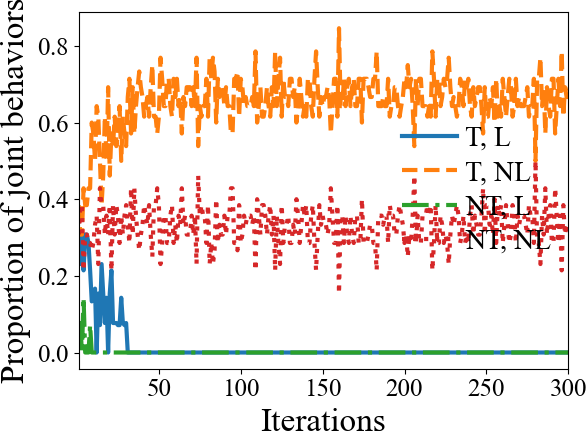 Proportion of joint behaviors
0.8
0.6
0.4
0.2
0.0
T, L
T, NL
NT, L
NT, NL
50
100
150
200
250
300
Iterations